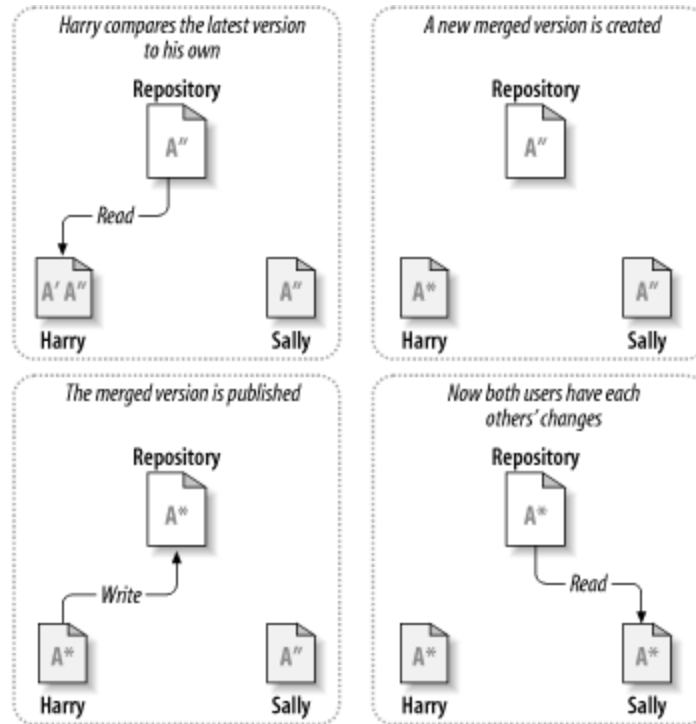 Harry compares the latest version
to his own
Repository
A″
Read
A′ A″
A″
Harry
Sally
A new merged version is created
Repository
A″
A*
A″
Harry
Sally
The merged version is published
Repository
A*
Write
A*
A″
Harry
Sally
Now both users have each
others’ changes
Repository
A*
Read
A*
A*
Harry
Sally